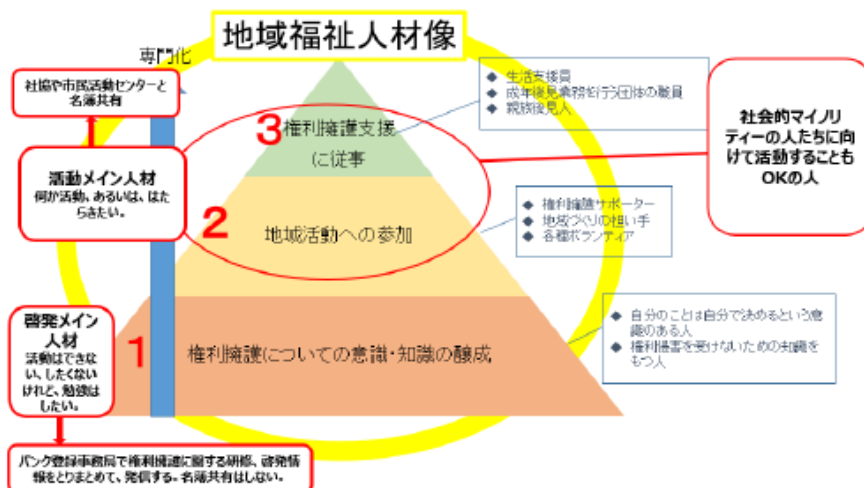 地域福祉人材像
専門化
社協や市民活動センターと
名簿共有
活動メイン人材
何か活動、あるいは、はた
らきたい。
啓発メイン
人材
活動はできな
い、したくない
けれど、勉強は
したい。
バンク登録事務局で権利擁護に関する研修、啓発情
報をとりまとめて、発信する。名簿共有はしない。
3
権利擁護支援
に従事
2
地域活動への参加
1
権利擁護についての意識・知識の醸成
◆ 生活支援員
◆ 成年後見業務を行う団体の職員
◆ 親族後見人
◆ 権利擁護サポーター
◆ 地域づくりの担い手
◆ 各種ボランティア
◆ 自分のことは自分で決めるという意
識のある人
◆ 権利侵害を受けないための知識を
もつ人
社会的マイノリ
ティーの人たちに向
けて活動することも
OKの人